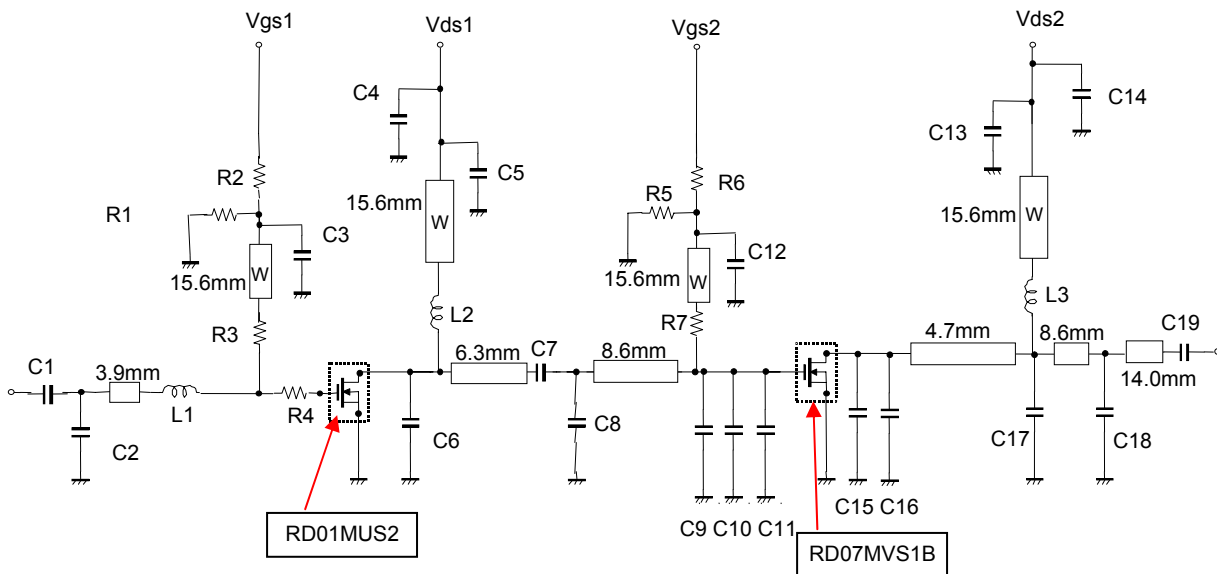 Vgs1
Vds1
Vgs2
Vds2
C4
C14
C13
R2
C5
R6
R5
15.6mm
W
15.6mm
W
R1
C3
C12
15.6mm
W
15.6mm
W
L2
L3
R3
R7
4.7mm
8.6mm
C19
C1
3.9mm
6.3mm
C7
8.6mm
14.0mm
L1
R4
C2
C6
C8
C17
C18
C15
C16
C9
C10
C11
RD01MUS2
RD07MVS1B